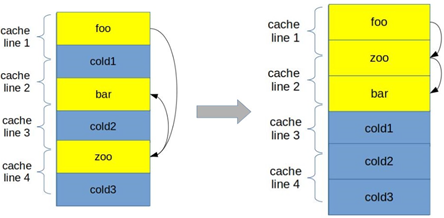 cache
line 1
cache
line 2
cache
line 3
cache
line 4
foo
cold1
bar
cold2
zoo
cold3
cache
line 1
cache
line 2
cache
line 3
cache
line 4
foo
zoo
bar
cold1
cold2
cold3